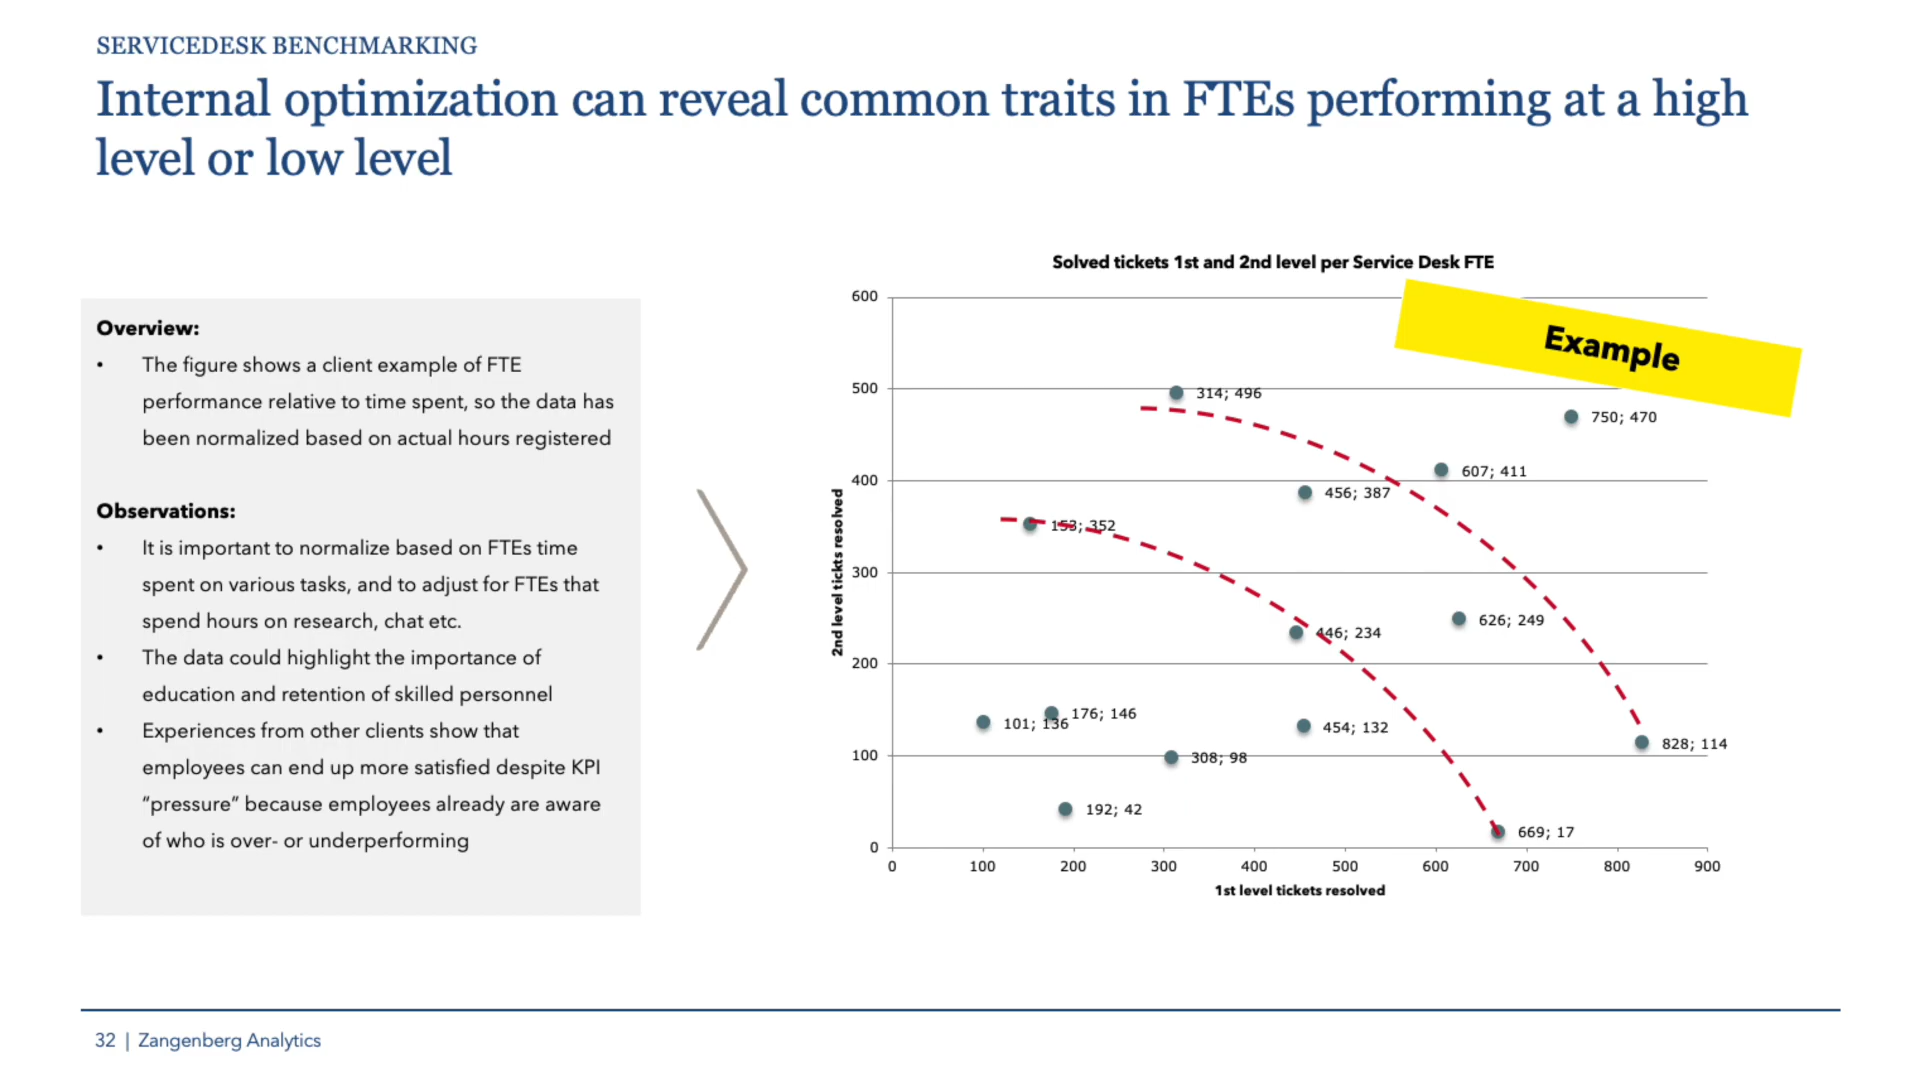 SERVICEDESK BENCHMARKING
Internal optimization can reveal common traits in FTEs performing at a high
level or low level
Overview:
• The figure shows a client example of FTE
performance relative to time spent, so the data has
been normalized based on actual hours registered
Observations:
• It is important to normalize based on FTEs time
spent on various tasks, and to adjust for FTEs that
spend hours on research, chat etc.
• The data could highlight the importance of
education and retention of skilled personnel
• Experiences from other clients show that
employees can end up more satisfied despite KPI
“pressure” because employees already are aware
of who is over- or underperforming
Solved tickets 1st and 2nd level per Service Desk FTE
Example
600
500
400
300
200
100
0
2nd level tickts resolved
314; 496
750; 470
607; 411
456; 387
153; 352
626; 249
446; 234
176; 146
101; 136
454; 132
828; 114
308; 98
192; 42
669; 17
0 100 200 300 400 500 600 700 800 900
1st level tickets resolved
32 | Zangenberg Analytics